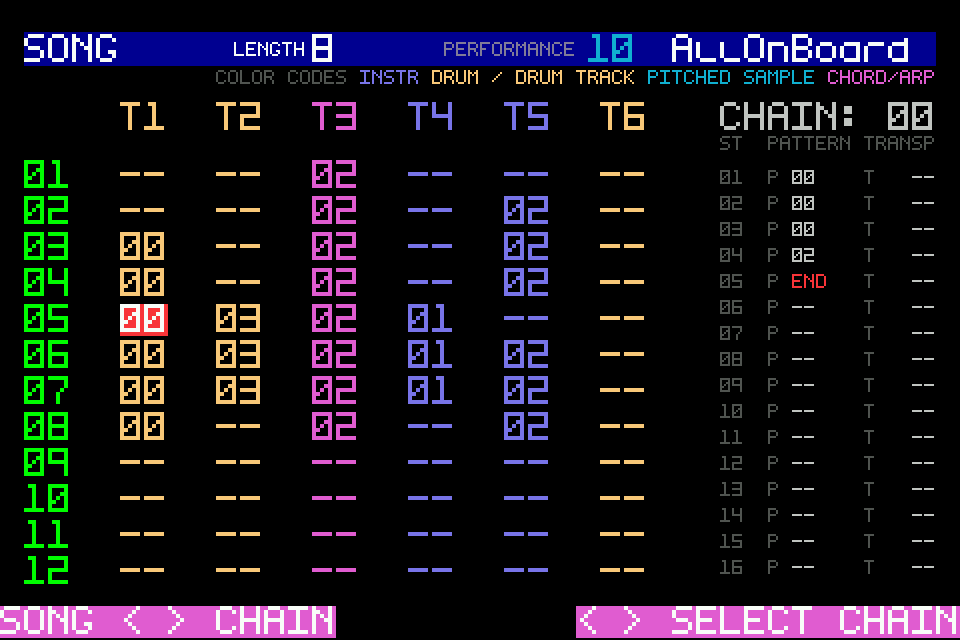 SONG LENGTH 8 PERFORMANCE 10 AllOnBoard
COLOR CODES INSTR DRUM / DRUM TRACK PITCHED SAMPLE CHORD/ARP
T1 T2 T3 T4 T5 T6 CHAIN: 00
ST PATTERN TRANSP
01 -- -- 02 -- -- -- 01 P 00 T --
02 -- -- 02 -- 02 -- 02 P 00 T --
03 00 -- 02 -- 02 -- 03 P 00 T --
04 00 -- 02 -- 02 -- 04 P 02 T --
05 00 03 02 01 -- -- 05 P END T --
06 00 03 02 01 02 -- 06 P -- T --
07 00 03 02 01 02 -- 07 P -- T --
08 00 -- 02 -- 02 -- 08 P -- T --
09 -- -- -- -- -- -- 09 P -- T --
10 -- -- -- -- -- -- 10 P -- T --
11 -- -- -- -- -- -- 11 P -- T --
12 -- -- -- -- -- -- 12 P -- T --
13 P -- T --
14 P -- T --
15 P -- T --
16 P -- T --
SONG < > CHAIN < > SELECT CHAIN